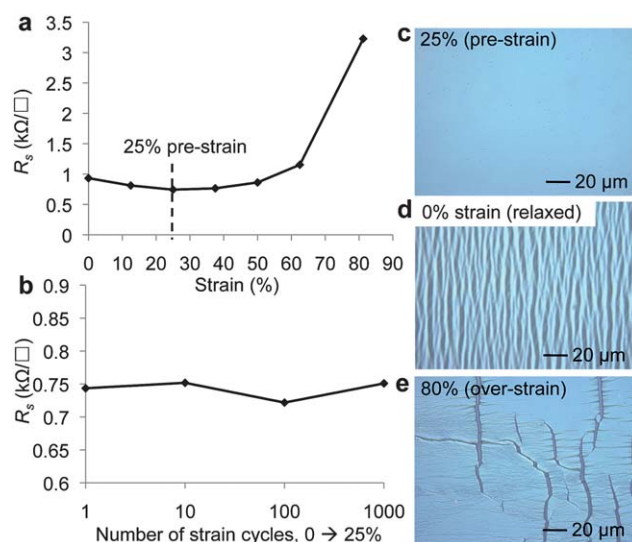 a
3.5
3
2.5
2
1.5
1
0.5
0
Rs (kΩ/□)
25% pre-strain
0 10 20 30 40 50 60 70 80 90
Strain (%)
b
0.9
0.85
0.8
0.75
0.7
0.65
0.6
Rs (kΩ/□)
1 10 100 1000
Number of strain cycles, 0 → 25%
c
25% (pre-strain)
20 µm
d
0% strain (relaxed)
20 µm
e
80% (over-strain)
20 µm